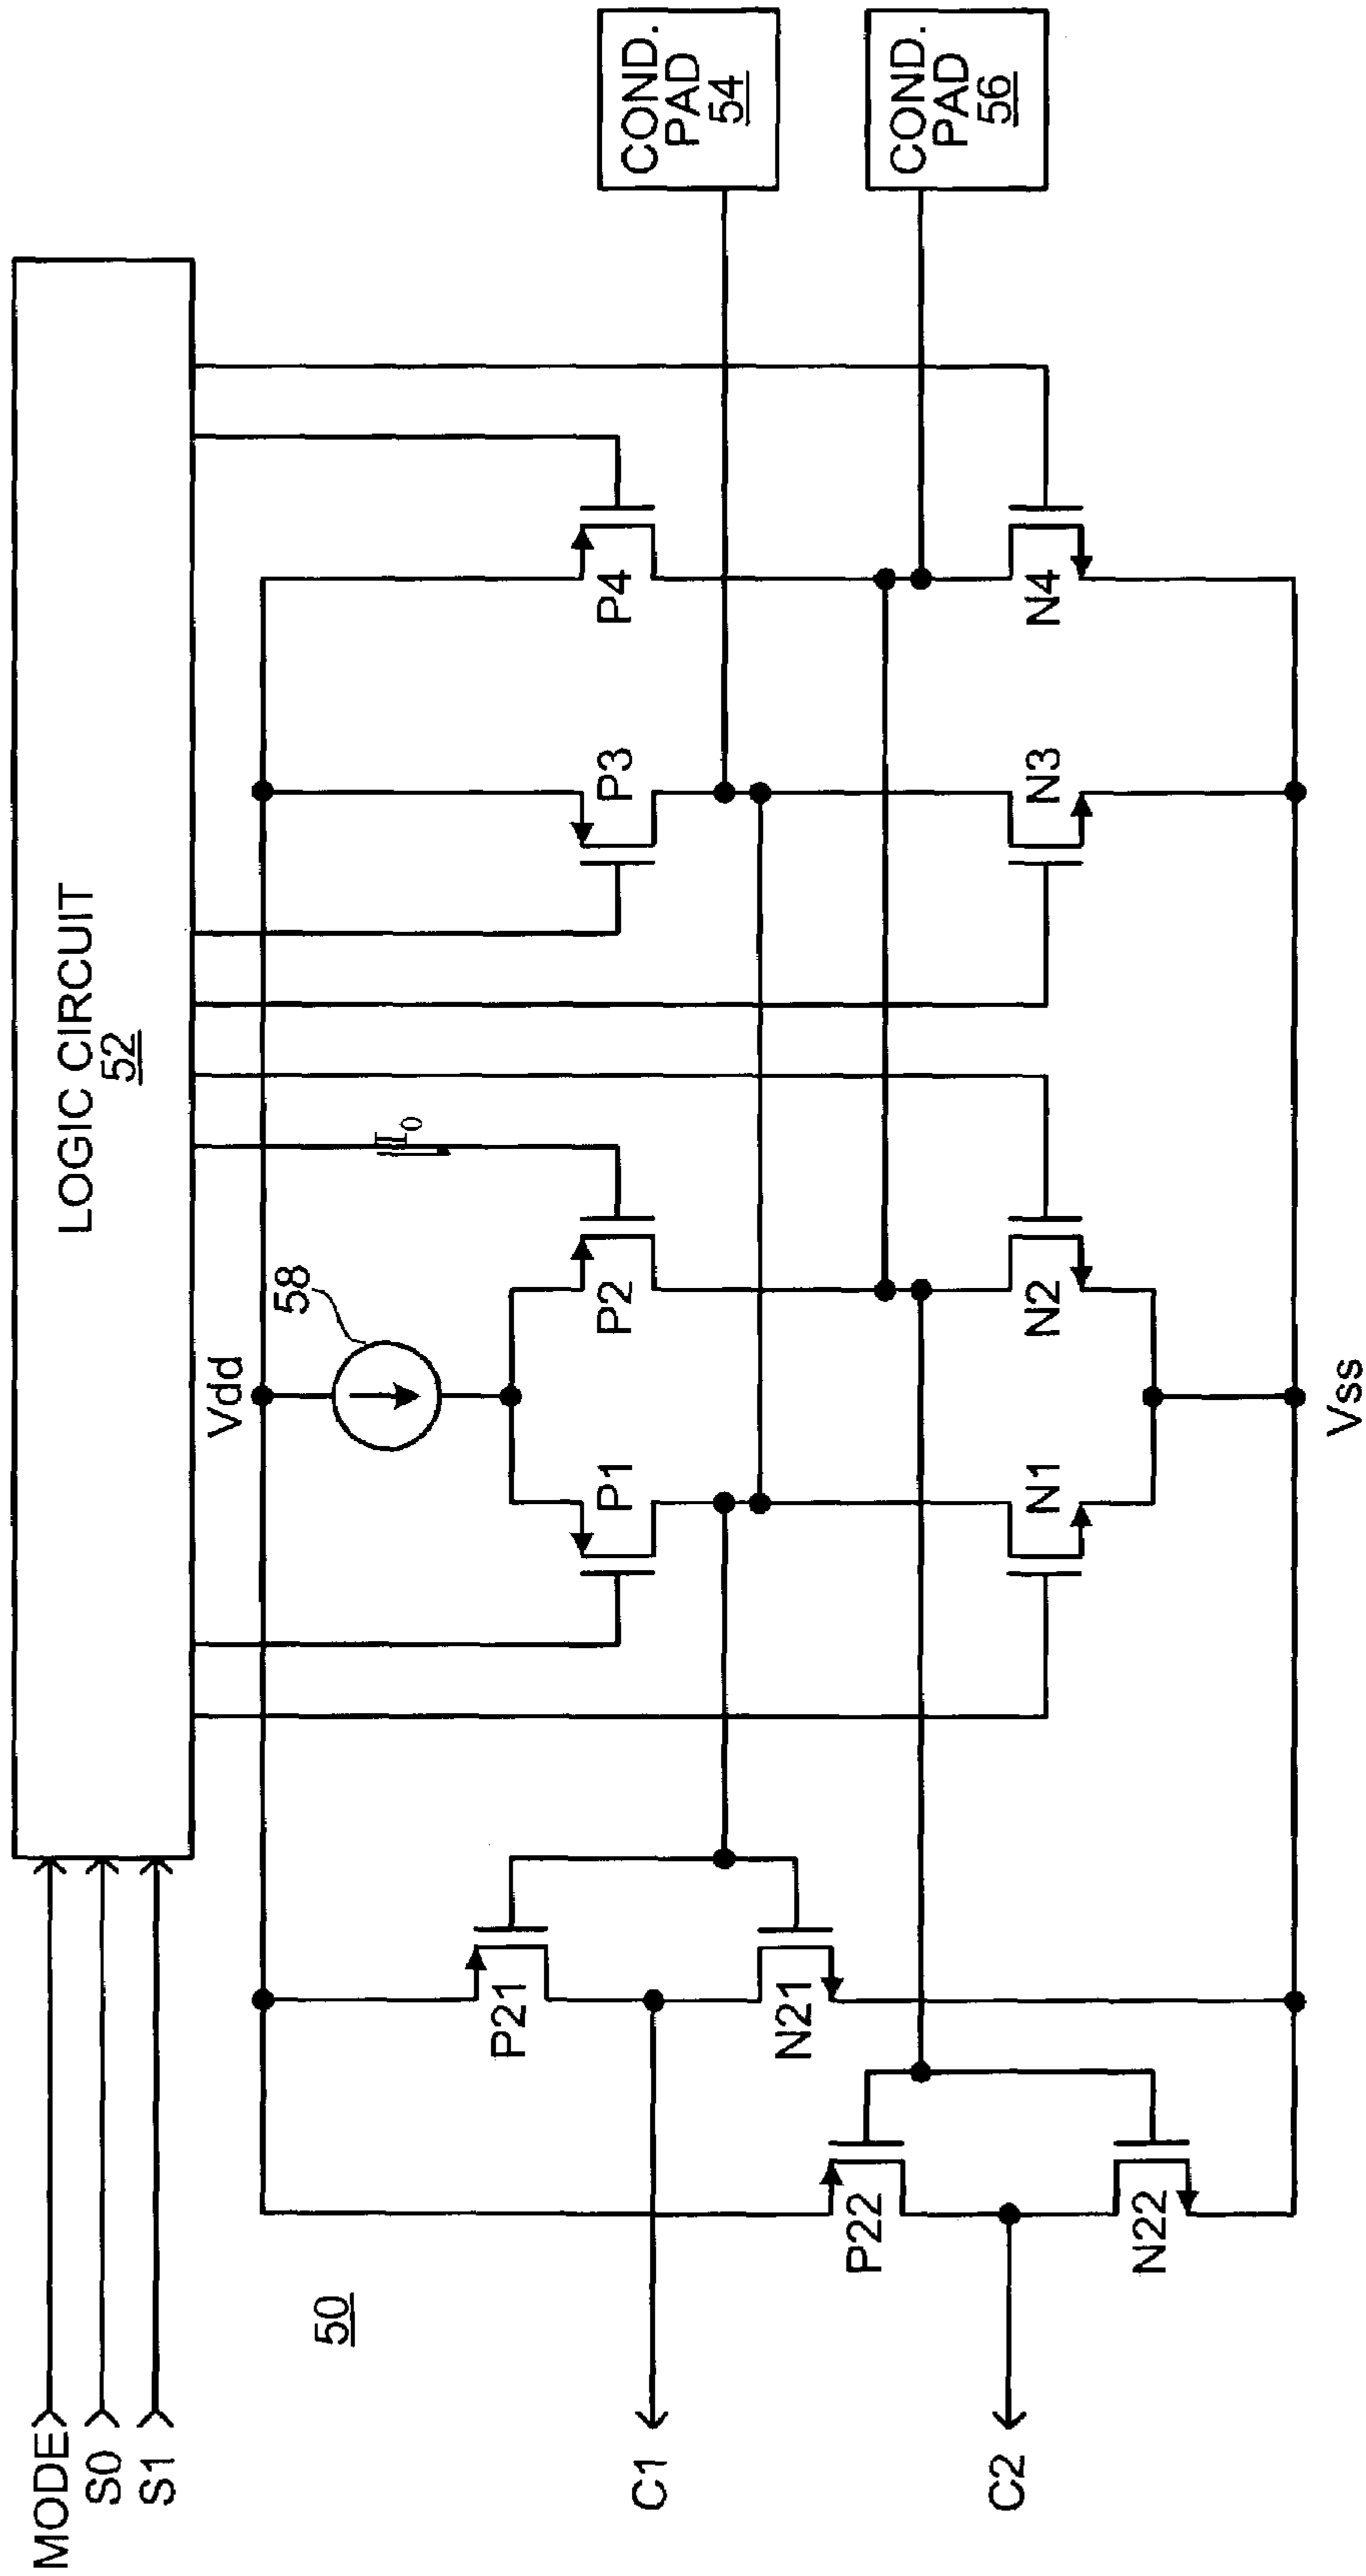 MODE
S0
S1
LOGIC CIRCUIT
52
50
Vdd
58
I0
P21
P1
P2
P3
P4
COND.
PAD
54
C1
N21
P22
COND.
PAD
56
C2
N22
N1
N2
N3
N4
Vss